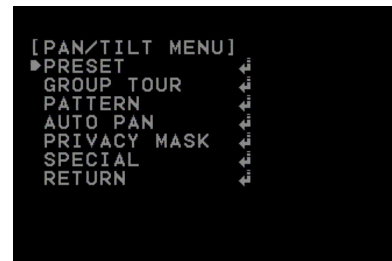 [PAN/TILT MENU]
PRESET
GROUP TOUR
PATTERN
AUTO PAN
PRIVACY MASK
SPECIAL
RETURN